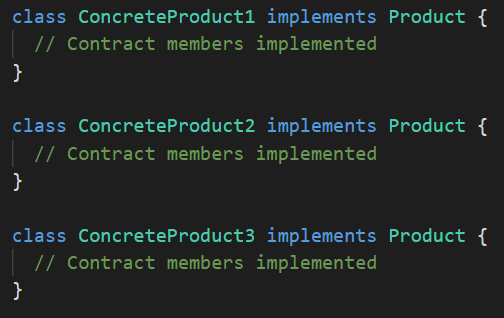 class ConcreteProduct1 implements Product {
// Contract members implemented
}
class ConcreteProduct2 implements Product {
// Contract members implemented
}
class ConcreteProduct3 implements Product {
// Contract members implemented
}